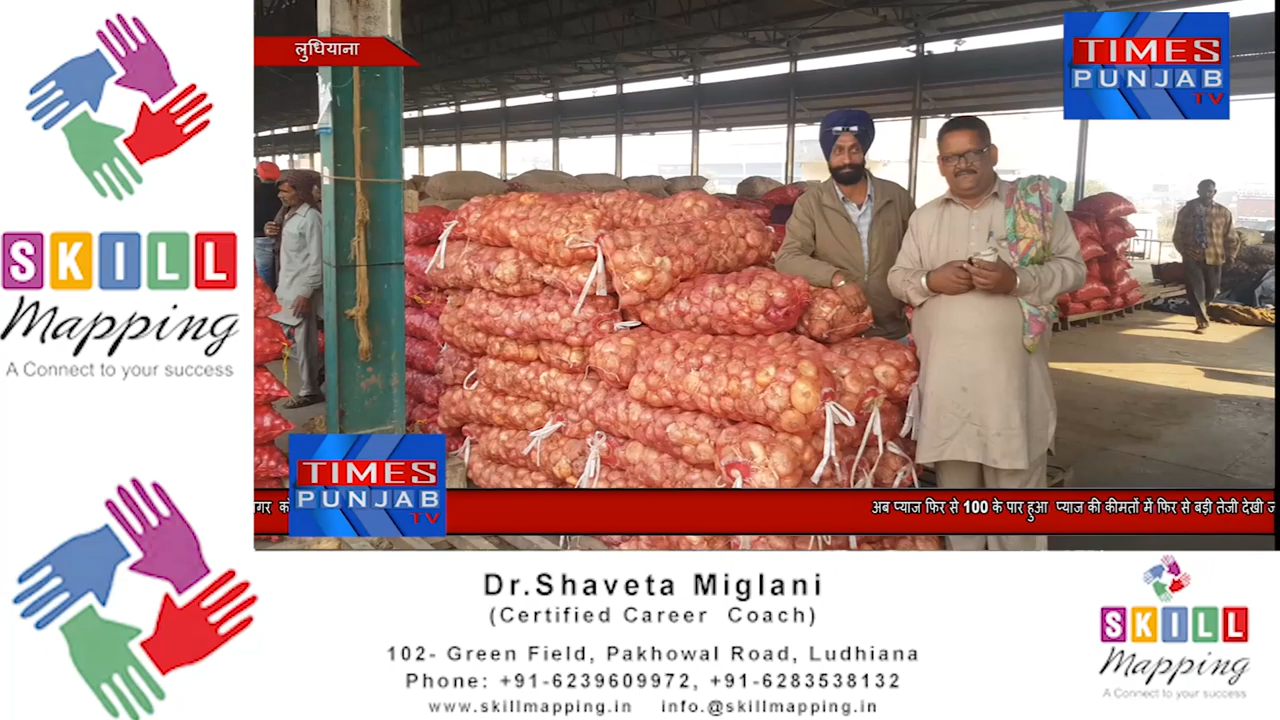 लुधियाना
TIMES
PUNJAB
TV
SKILL
Mapping
A Connect to your success
TIMES
PUNJAB
TV
अब प्याज फिर से 100 के पार हुआ प्याज की कीमतों में फिर से बड़ी तेजी देखी
Dr.Shaveta Miglani
(Certified Career Coach)
102- Green Field, Pakhowal Road, Ludhiana
Phone: +91-6239609972, +91-6283538132
www.skillmapping.in info.@skillmapping.in
SKILL
Mapping
A Connect to your success